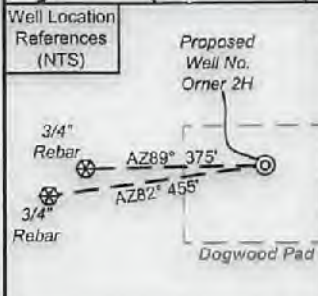 Well Location
References
(NTS)
Proposed
Well No.
Orner 2H
3/4"
Rebar
AZ89° 375'
AZ82° 455'
3/4"
Rebar
Dogwood Pad